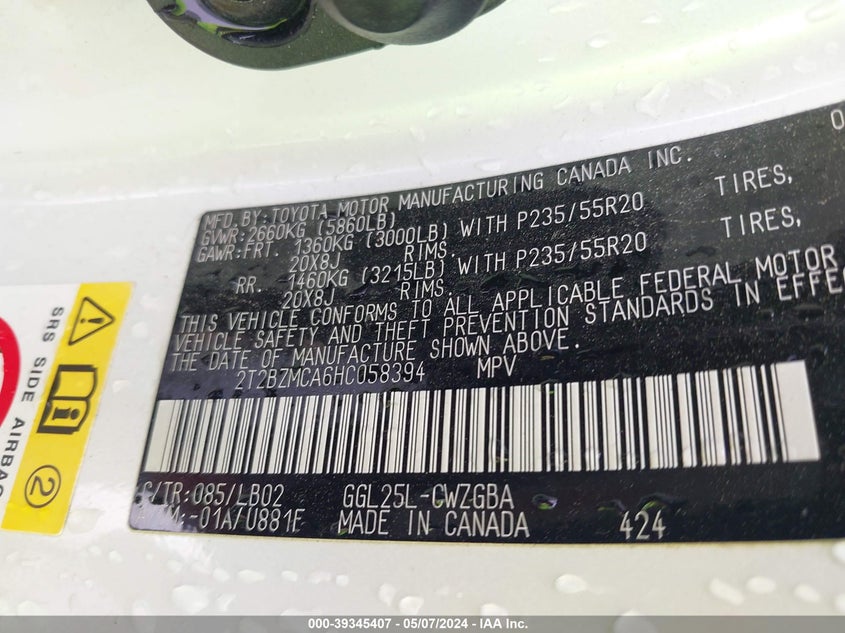 MFD.BY:TOYOTA MOTOR MANUFACTURING CANADA INC.
GVWR:2660KG (5860LB)
GAWR:FRT. 1360KG (3000LB) WITH P235/55R20 TIRES,
20X8J RIMS.
RR. 1460KG (3215LB) WITH P235/55R20 TIRES,
20X8J RIMS.
THIS VEHICLE CONFORMS TO ALL APPLICABLE FEDERAL MOTOR
VEHICLE SAFETY AND THEFT PREVENTION STANDARDS IN EFFE
THE DATE OF MANUFACTURE SHOWN ABOVE.
2T2BZMCA6HC058394 MPV
C/TR:085/LB02 GGL25L-CWZGBA
MADE IN CANADA 424
SRS SIDE AIRBAG
2
000-39345407 - 05/07/2024 - IAA Inc.